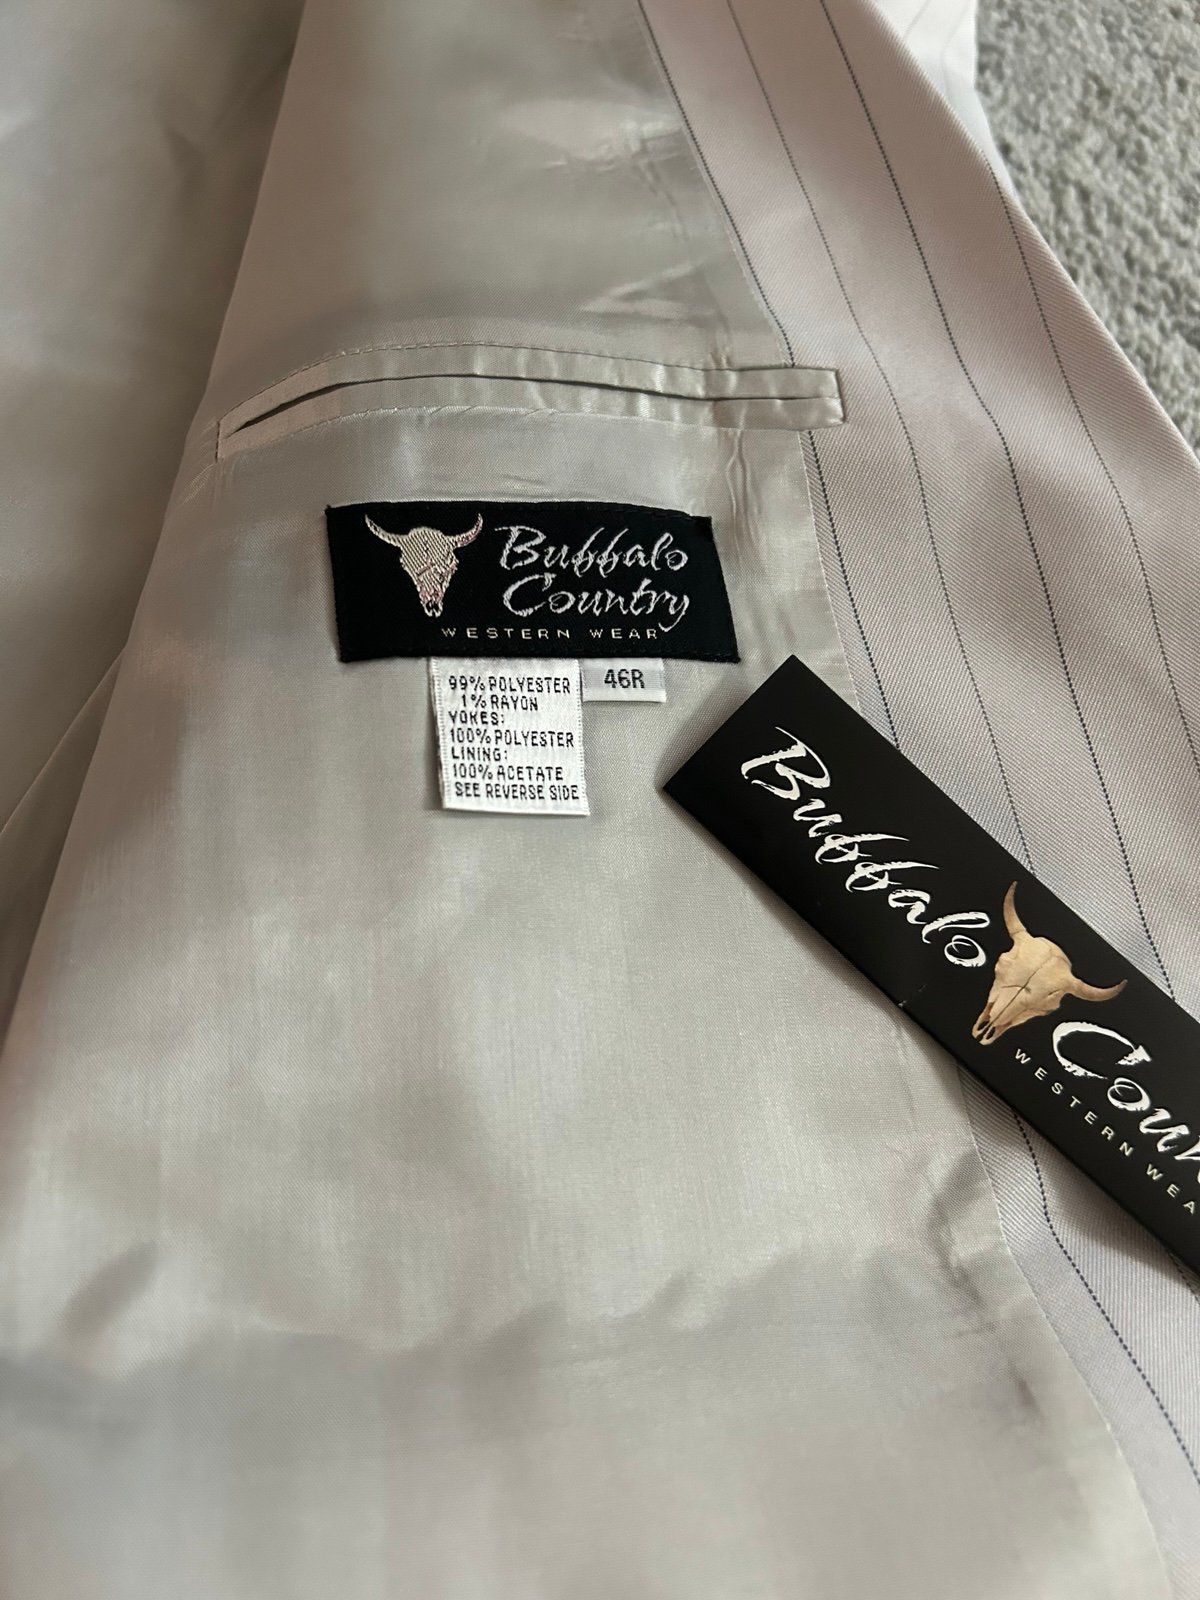 Buffalo
Country
WESTERN WEAR
99% POLYESTER
1% RAYON
YOKES:
100% POLYESTER
LINING:
100% ACETATE
SEE REVERSE SIDE
46R
Buffalo
Coun
WESTERN WEA